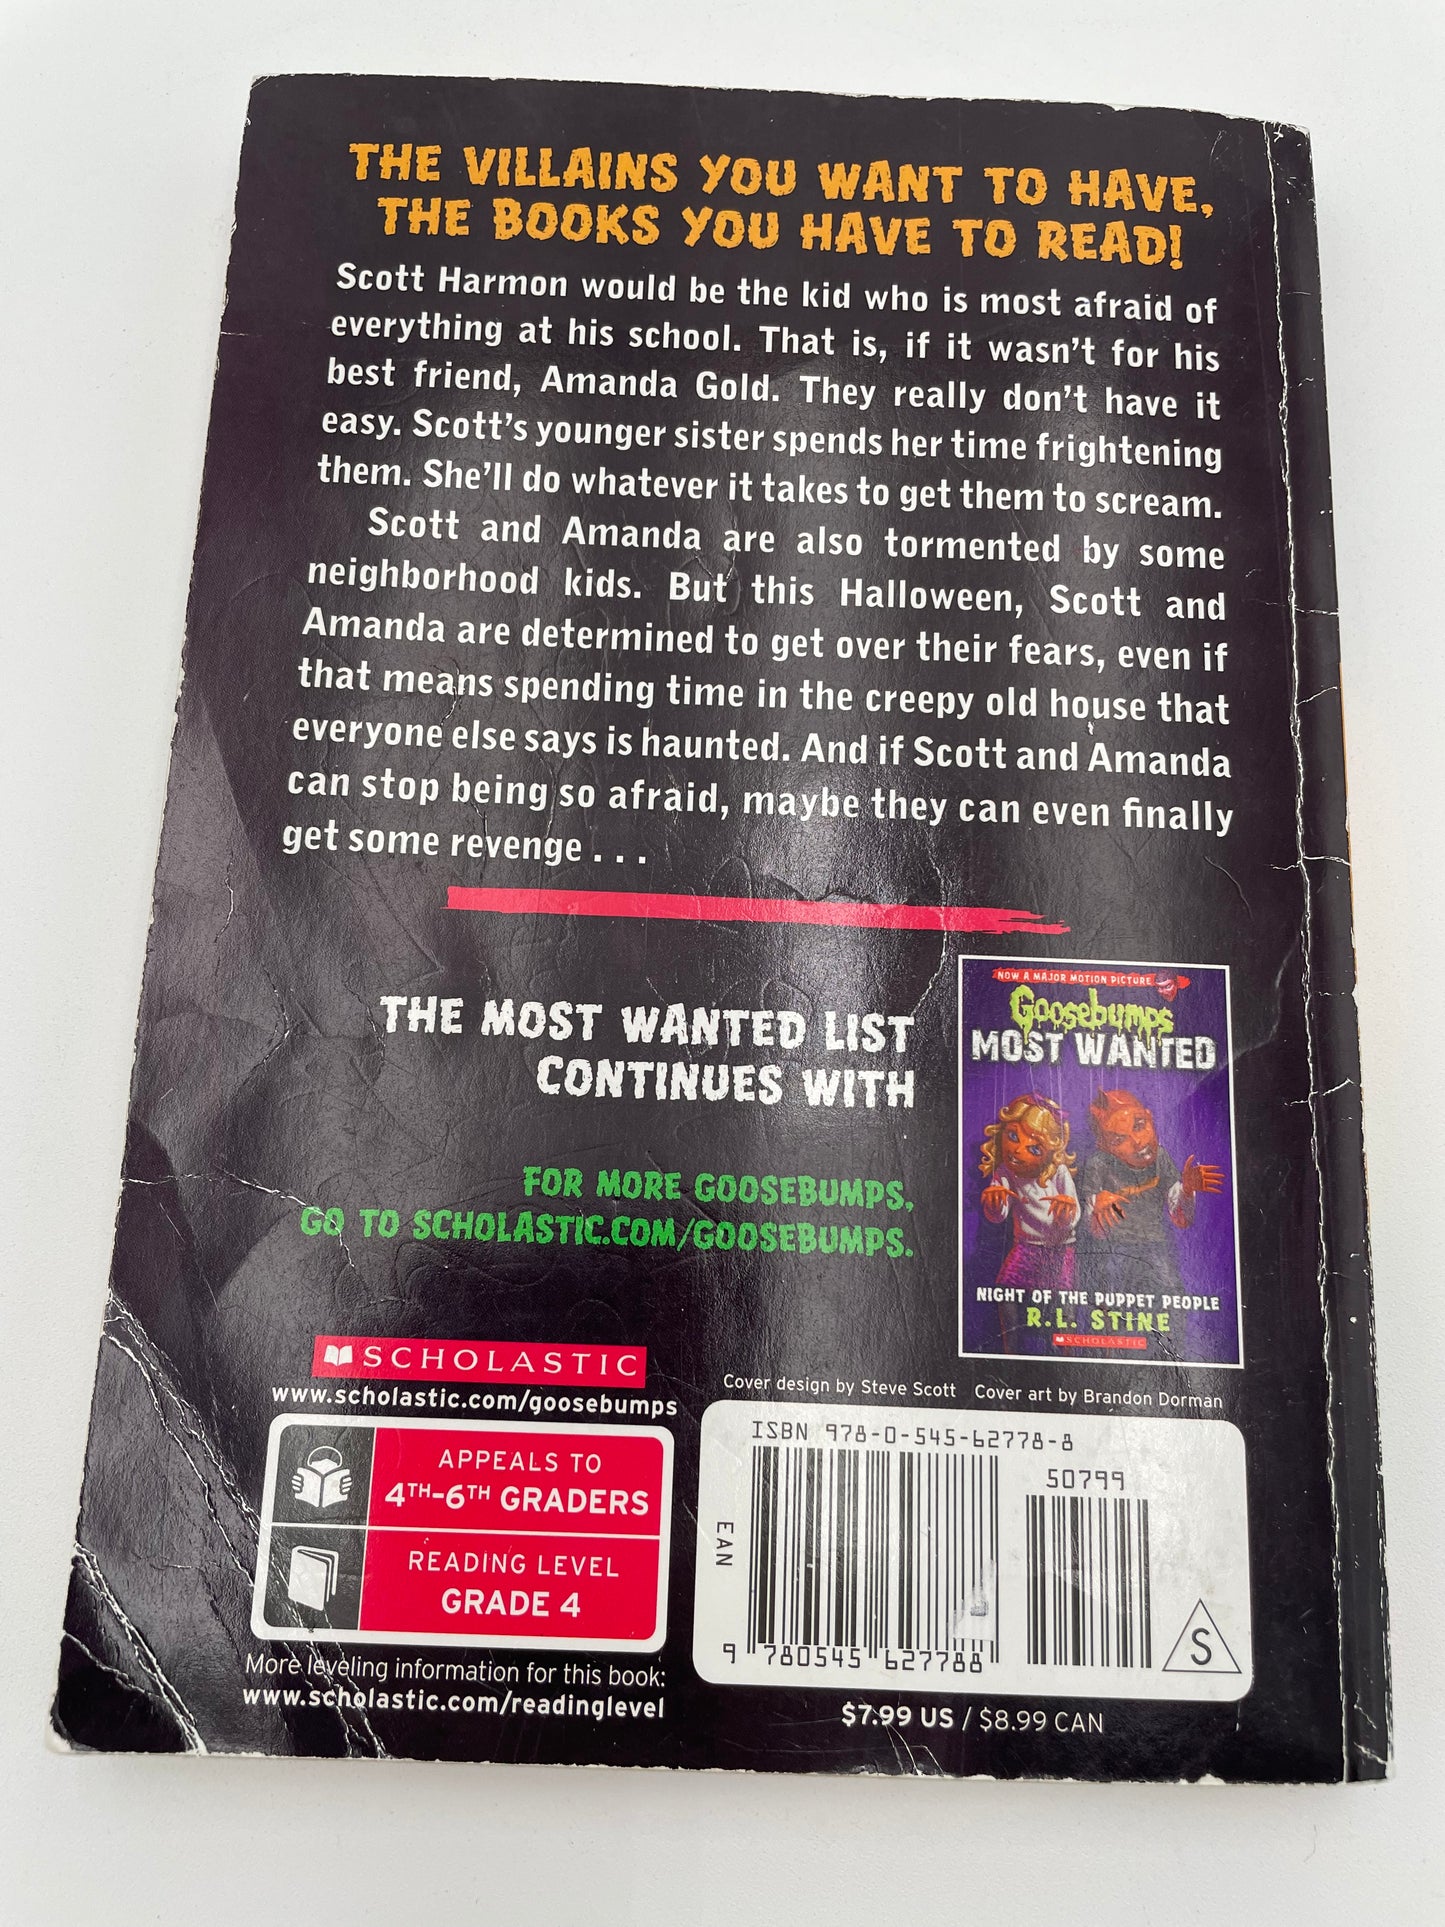 THE VILLAINS YOU WANT TO HAVE,
THE BOOKS YOU HAVE TO READ!
Scott Harmon would be the kid who is most afraid of
everything at his school. That is, if it wasn't for his
best friend, Amanda Gold. They really don't have it
easy. Scott's younger sister spends her time frightening
them. She'll do whatever it takes to get them to scream.
Scott and Amanda are also tormented by some
neighborhood kids. But this Halloween, Scott and
Amanda are determined to get over their fears, even if
that means spending time in the creepy old house that
everyone else says is haunted. And if Scott and Amanda
can stop being so afraid, maybe they can even finally
get some revenge . . .
THE MOST WANTED LIST
CONTINUES WITH
FOR MORE GOOSEBUMPS,
GO TO SCHOLASTIC.COM/GOOSEBUMPS.
NOW A MAJOR MOTION PICTURE
Goosebumps
MOST WANTED
NIGHT OF THE PUPPET PEOPLE
R.L. STINE
SCHOLASTIC
SCHOLASTIC
www.scholastic.com/goosebumps
APPEALS TO
4TH–6TH GRADERS
READING LEVEL
GRADE 4
More leveling information for this book:
www.scholastic.com/readinglevel
Cover design by Steve Scott Cover art by Brandon Dorman
ISBN 978-0-545-62778-8
50799
EAN
9 780545 627788
S
$7.99 US / $8.99 CAN